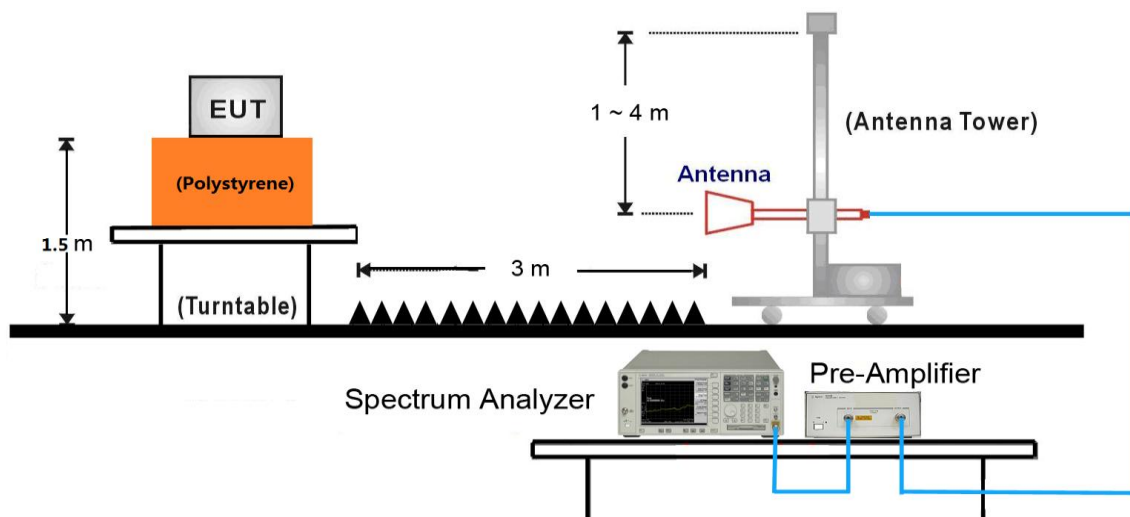 EUT
(Polystyrene)
1.5 m
(Turntable)
3 m
1 ~ 4 m
(Antenna Tower)
Antenna
Spectrum Analyzer
Pre-Amplifier